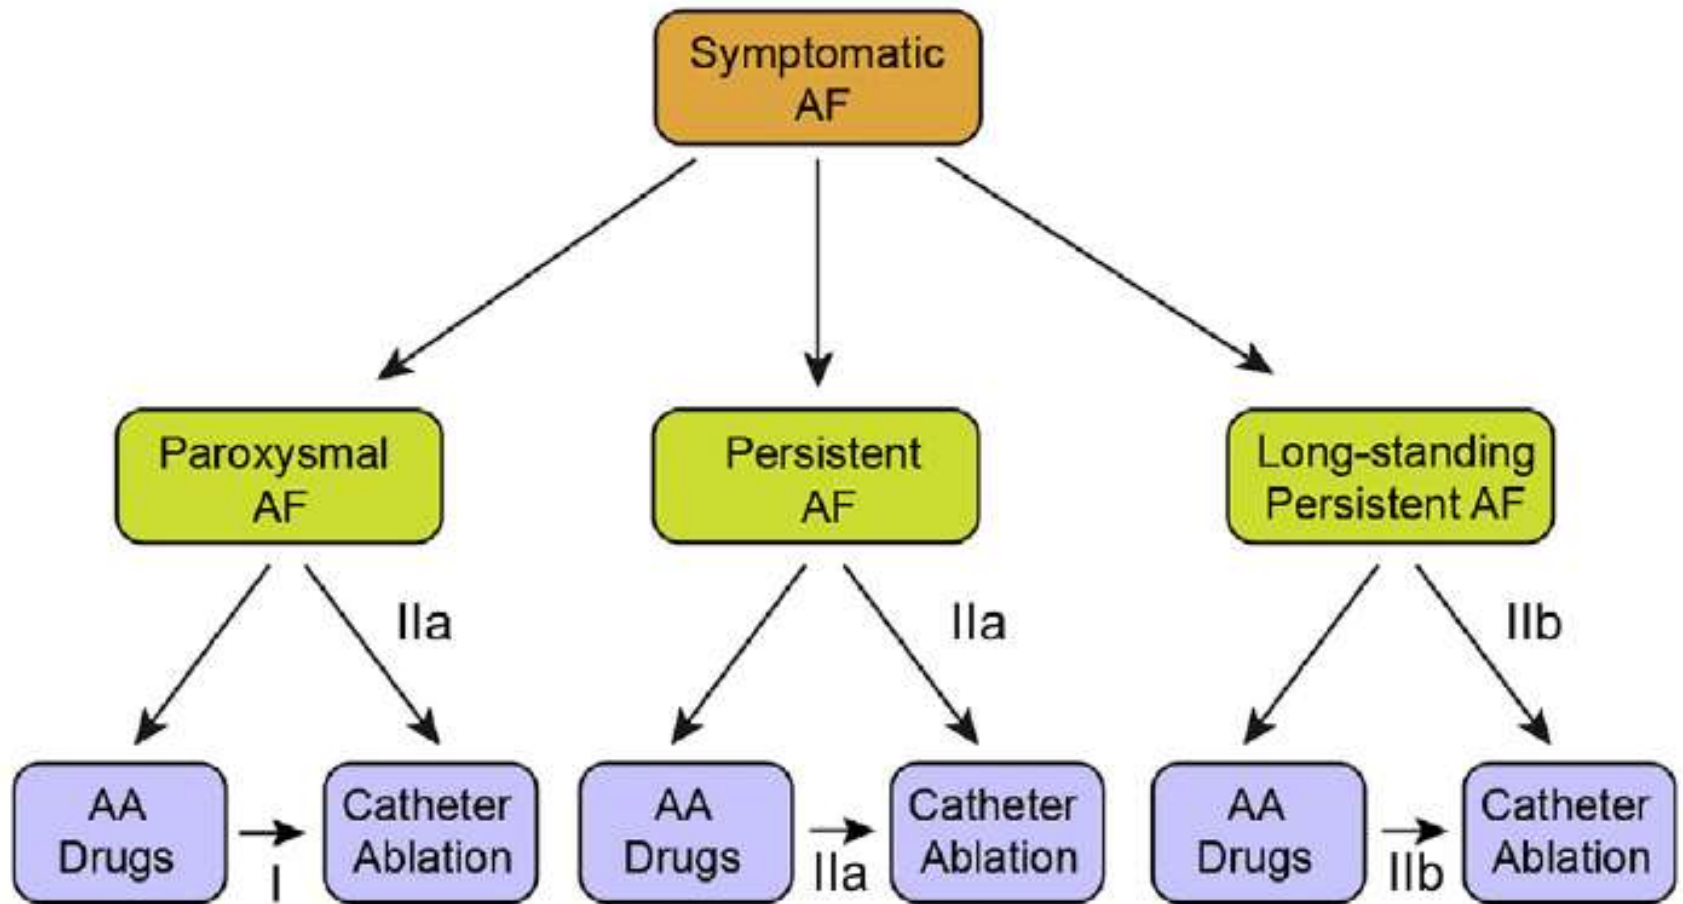 Symptomatic
AF
Paroxysmal
AF
Persistent
AF
Long-standing
Persistent AF
IIa
IIa
IIb
AA
Drugs
I
Catheter
Ablation
AA
Drugs
IIa
Catheter
Ablation
AA
Drugs
IIb
Catheter
Ablation